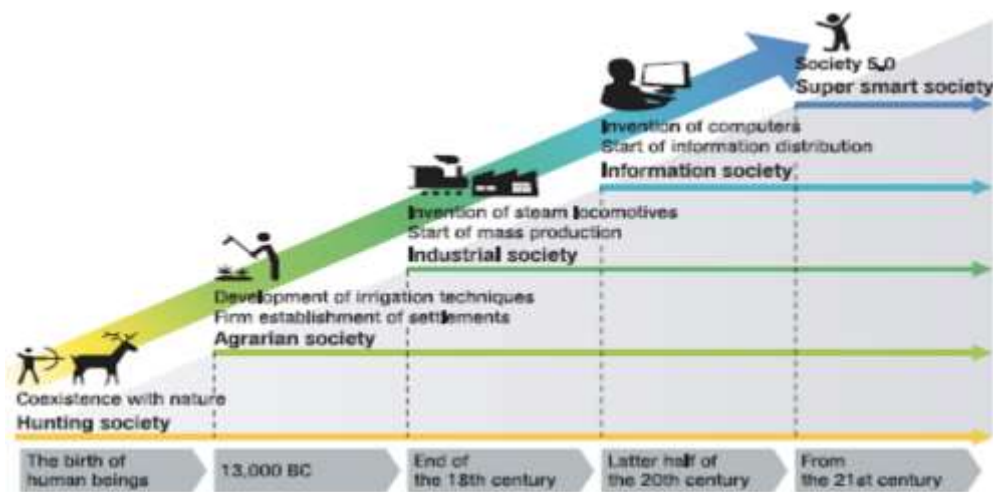 Society 5.0
Super smart society
Invention of computers
Start of information distribution
Information society
Invention of steam locomotives
Start of mass production
Industrial society
Development of irrigation techniques
Firm establishment of settlements
Agrarian society
Coexistence with nature
Hunting society
The birth of
human beings
13,000 BC
End of
the 18th century
Latter half of
the 20th century
From
the 21st century